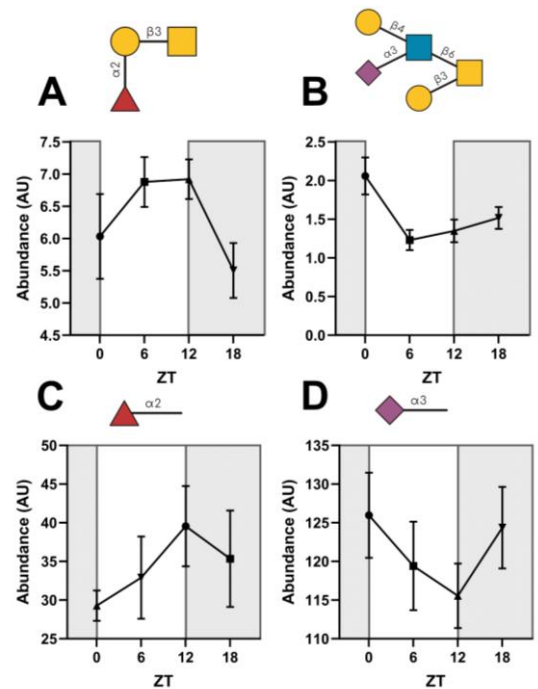 A
β3
α2
Abundance (AU)
7.5
7.0
6.5
6.0
5.5
5.0
4.5
0 6 12 18
ZT
B
β4
α3
β6
β3
Abundance (AU)
2.5
2.0
1.5
1.0
0.5
0.0
0 6 12 18
ZT
C
α2
Abundance (AU)
50
45
40
35
30
25
0 6 12 18
ZT
D
α3
Abundance (AU)
135
130
125
120
115
110
0 6 12 18
ZT